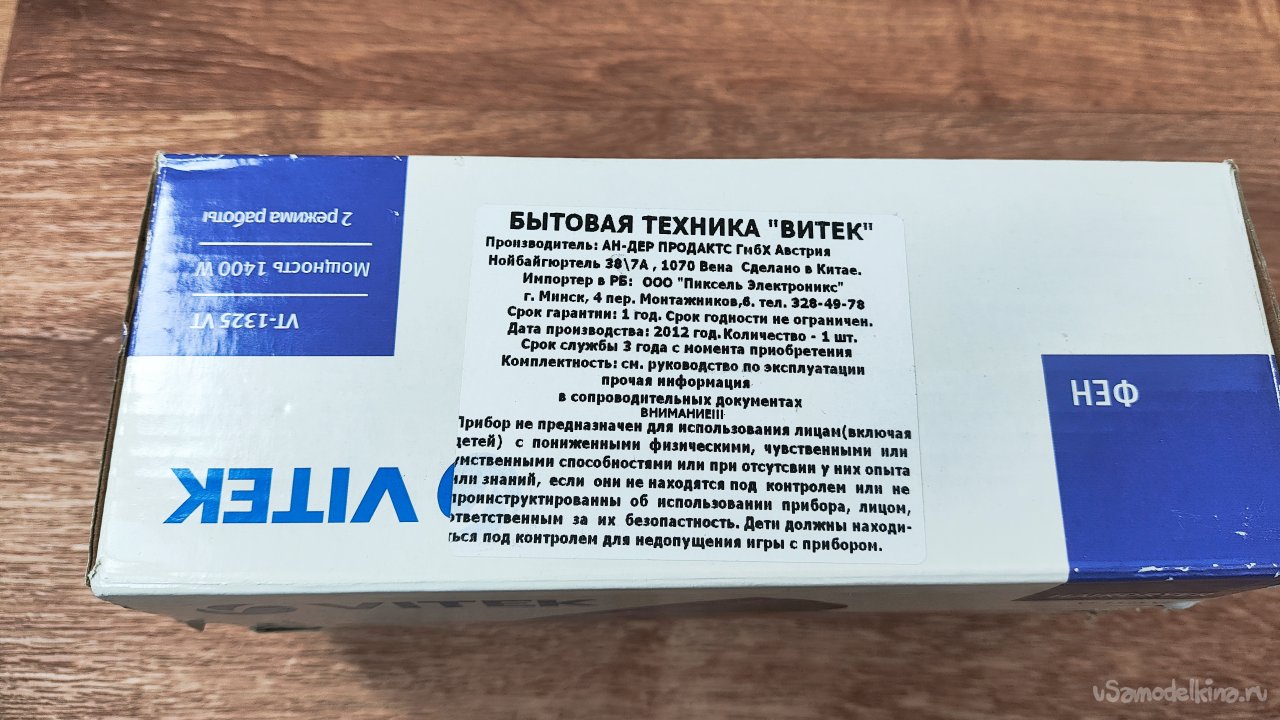 2 режима работы
Мощность 1400 W
VT-1325 VT
VITEK
БЫТОВАЯ ТЕХНИКА "ВИТЕК"
Производитель: АН-ДЕР ПРОДАКТС ГмбХ Австрия
Нойбайгюртель 38\7А , 1070 Вена Сделано в Китае.
Импортер в РБ: ООО "Пиксель Электроникс"
г. Минск, 4 пер. Монтажников,6. тел. 328-49-78
Срок гарантии: 1 год. Срок годности не ограничен.
Дата производства: 2012 год. Количество - 1 шт.
Срок службы 3 года с момента приобретения
Комплектность: см. руководство по эксплуатации
прочая информация
в сопроводительных документах
ВНИМАНИЕ!!!
Прибор не предназначен для использования лицам(включая
детей) с пониженными физическими, чувственными или
умственными способностями или при отсутсвии у них опыта
или знаний, если они не находятся под контролем или не
проинструктированны об использовании прибора, лицом,
ответственным за их безопастность. Дети должны находи-
ться под контролем для недопущения игры с прибором.
ФЕН
VITEK
uSamodelkina.ru